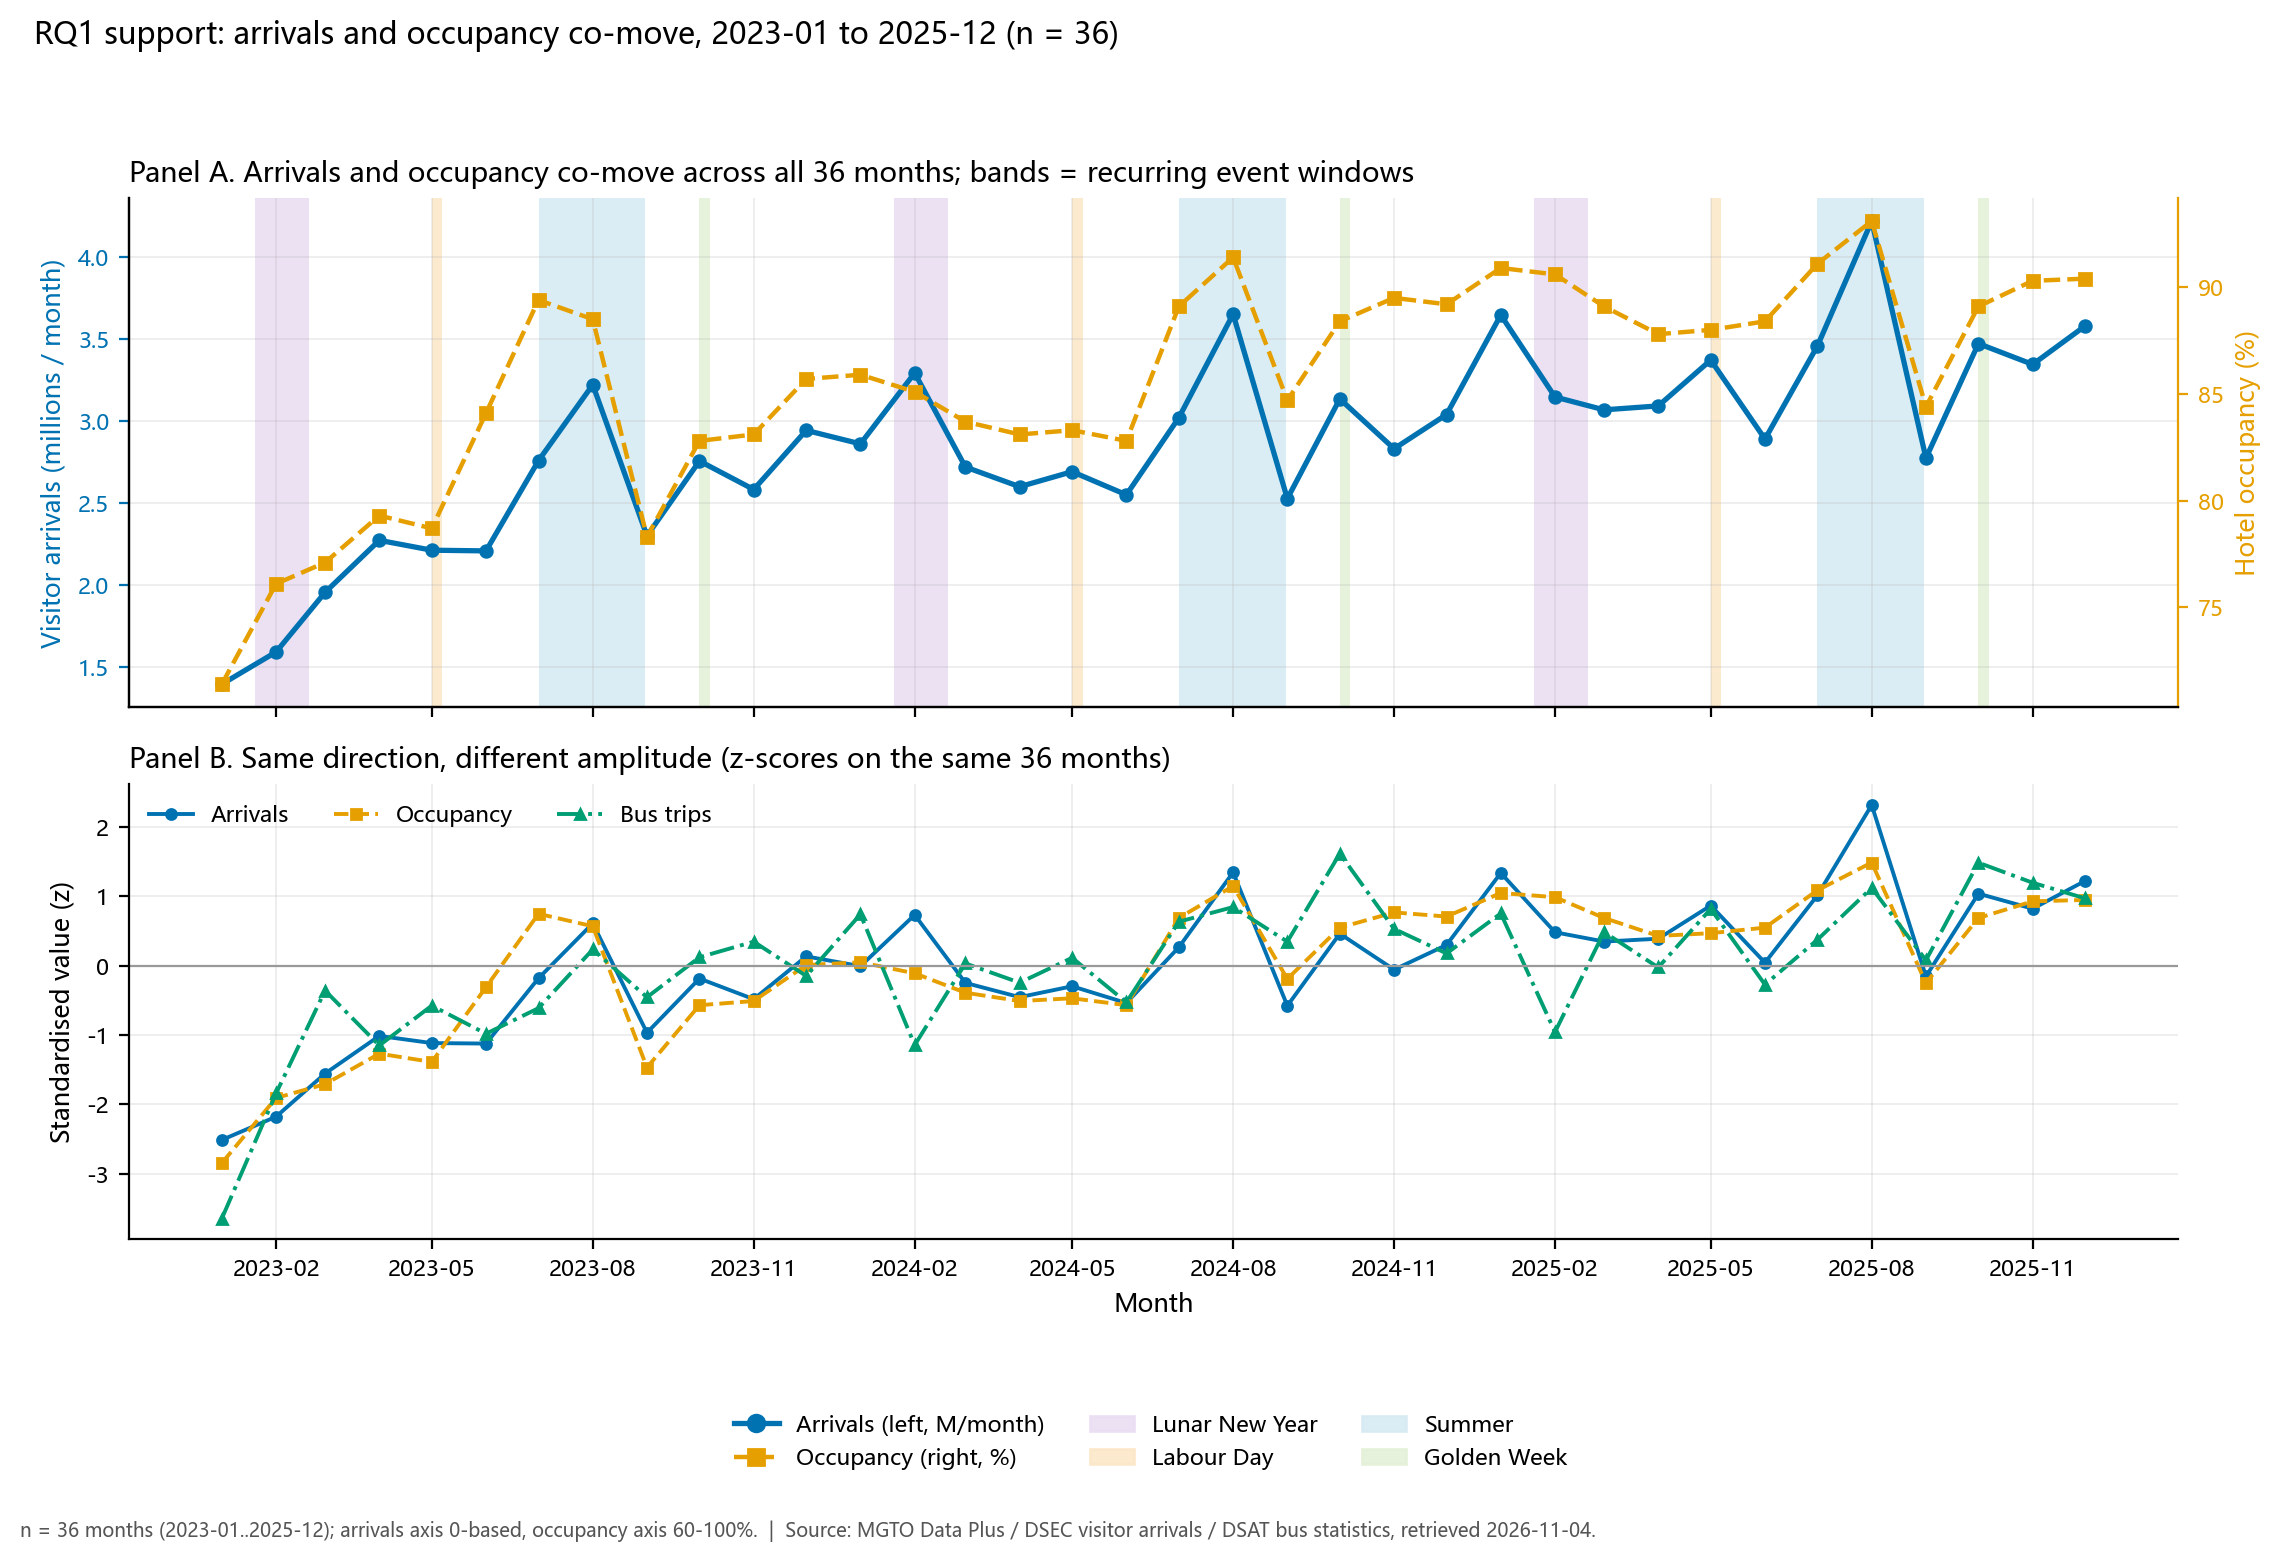 RQ1 support: arrivals and occupancy co-move, 2023-01 to 2025-12 (n = 36)
Panel A. Arrivals and occupancy co-move across all 36 months; bands = recurring event windows
Visitor arrivals (millions / month)
4.0
3.5
3.0
2.5
2.0
1.5
90
85
80
75
Hotel occupancy (%)
Panel B. Same direction, different amplitude (z-scores on the same 36 months)
Arrivals Occupancy Bus trips
Standardised value (z)
2
1
0
-1
-2
-3
2023-02 2023-05 2023-08 2023-11 2024-02 2024-05 2024-08 2024-11 2025-02 2025-05 2025-08 2025-11
Month
Arrivals (left, M/month) Lunar New Year Summer
Occupancy (right, %) Labour Day Golden Week
n = 36 months (2023-01..2025-12); arrivals axis 0-based, occupancy axis 60-100%. | Source: MGTO Data Plus / DSEC visitor arrivals / DSAT bus statistics, retrieved 2026-11-04.